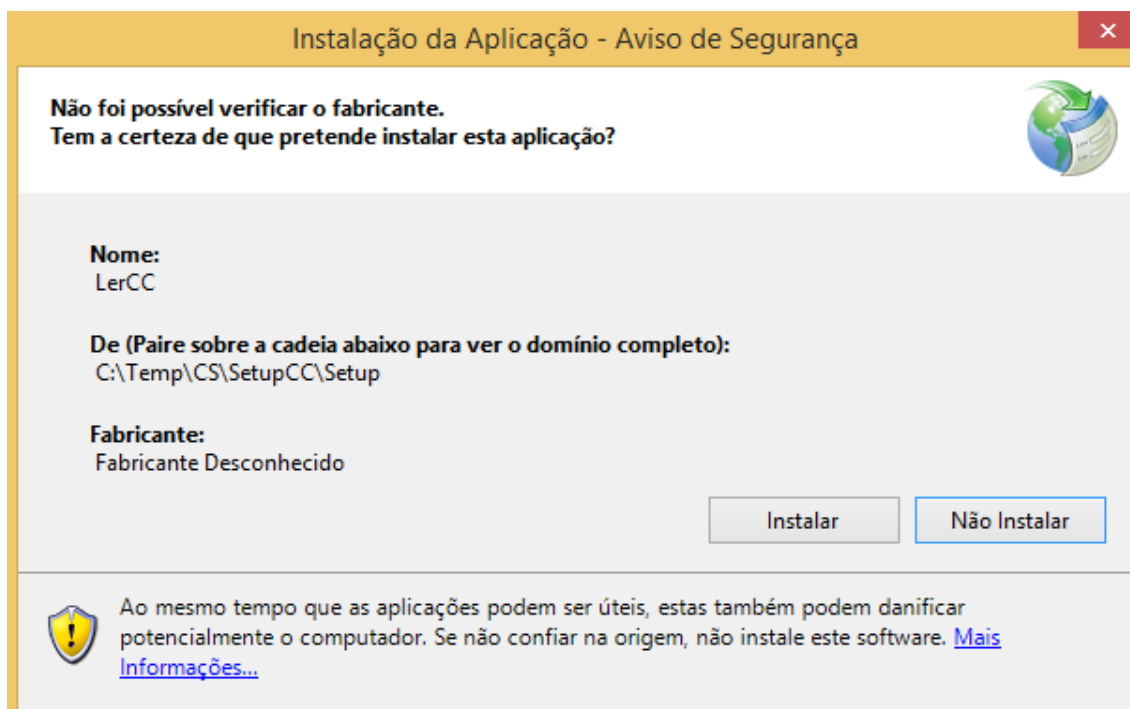 Instalação da Aplicação - Aviso de Segurança
Não foi possível verificar o fabricante.
Tem a certeza de que pretende instalar esta aplicação?
Nome:
LerCC
De (Paire sobre a cadeia abaixo para ver o domínio completo):
C:\Temp\CS\SetupCC\Setup
Fabricante:
Fabricante Desconhecido
Instalar
Não Instalar
Ao mesmo tempo que as aplicações podem ser úteis, estas também podem danificar
potencialmente o computador. Se não confiar na origem, não instale este software. Mais
Informações...